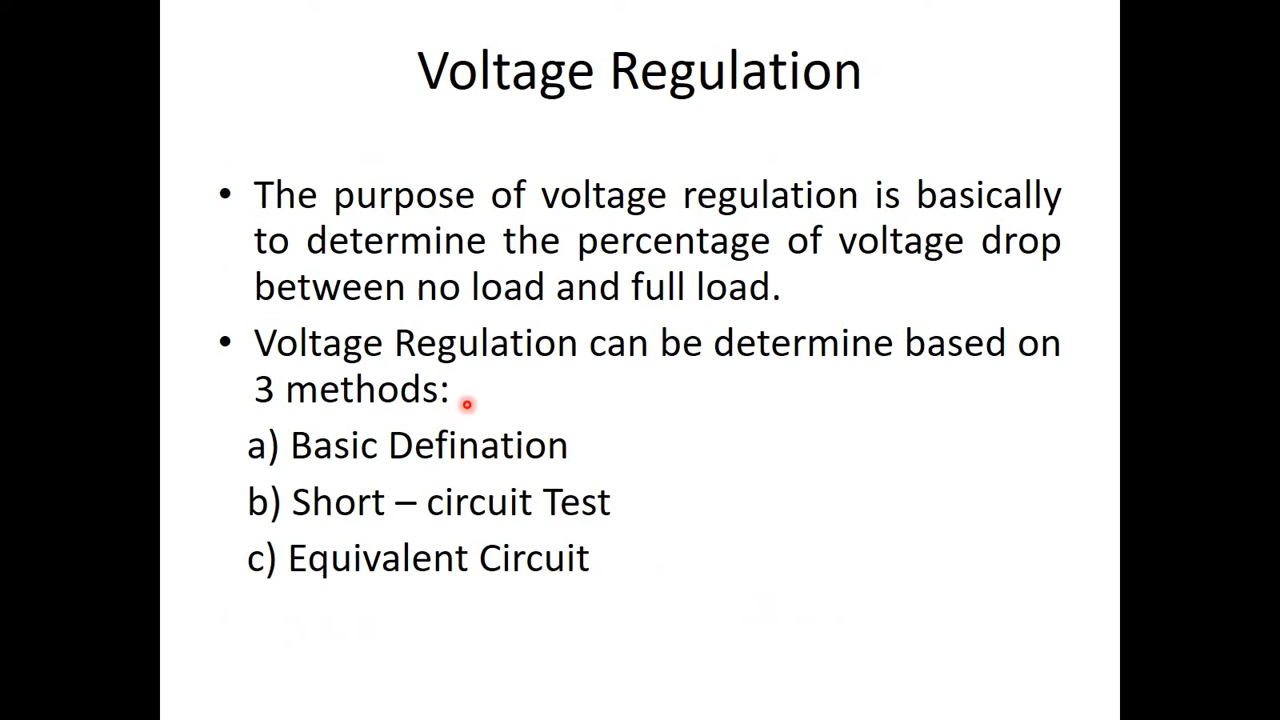 Voltage Regulation
• The purpose of voltage regulation is basically
to determine the percentage of voltage drop
between no load and full load.
• Voltage Regulation can be determine based on
3 methods:
a) Basic Defination
b) Short – circuit Test
c) Equivalent Circuit